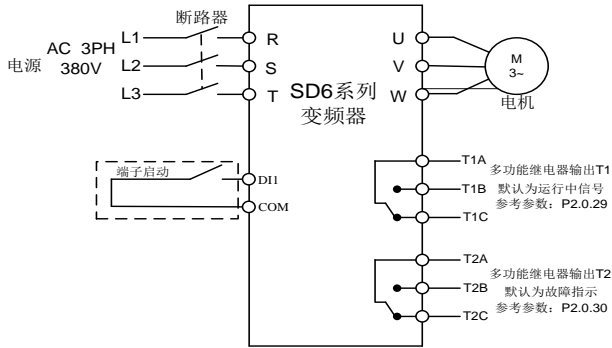 断路器
电源
AC 3PH
380V
L1
L2
L3
R
S
T
SD6系列
变频器
U
V
W
M
3~
电机
端子启动
DI1
COM
T1A
T1B
T1C
多功能继电器输出T1
默认为运行中信号
参考参数：P2.0.29
T2A
T2B
T2C
多功能继电器输出T2
默认为故障指示
参考参数：P2.0.30